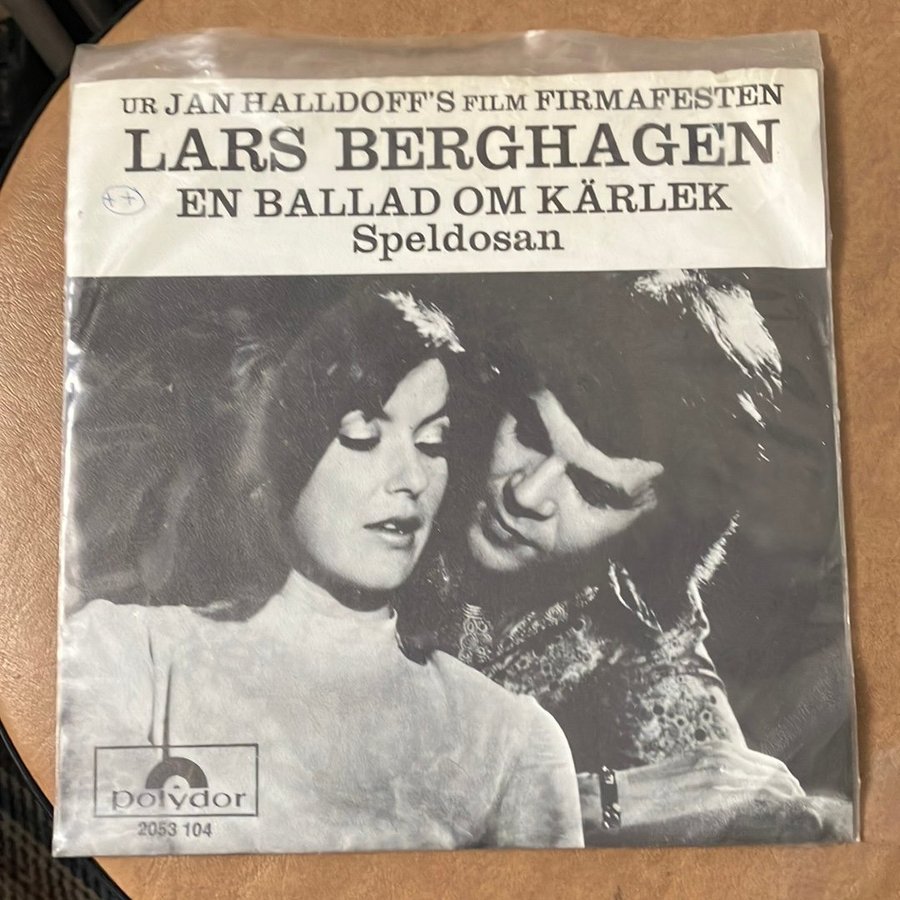 UR JAN HALLDOFF'S FILM FIRMAFESTEN
LARS BERGHAGEN
++
EN BALLAD OM KÄRLEK
Speldosan
polydor
2053 104